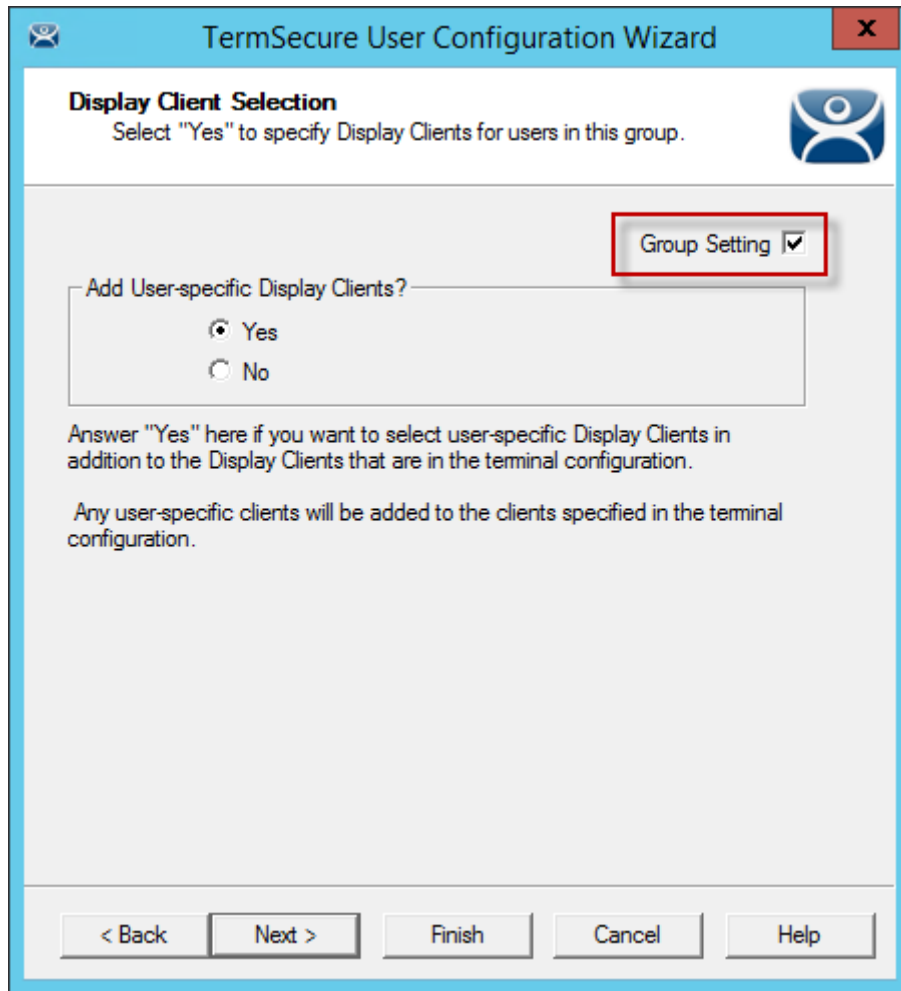 TermSecure User Configuration Wizard
x
Display Client Selection
Select "Yes" to specify Display Clients for users in this group.
Group Setting
Add User-specific Display Clients?
Yes
No
Answer "Yes" here if you want to select user-specific Display Clients in
addition to the Display Clients that are in the terminal configuration.
Any user-specific clients will be added to the clients specified in the terminal
configuration.
< Back
Next >
Finish
Cancel
Help